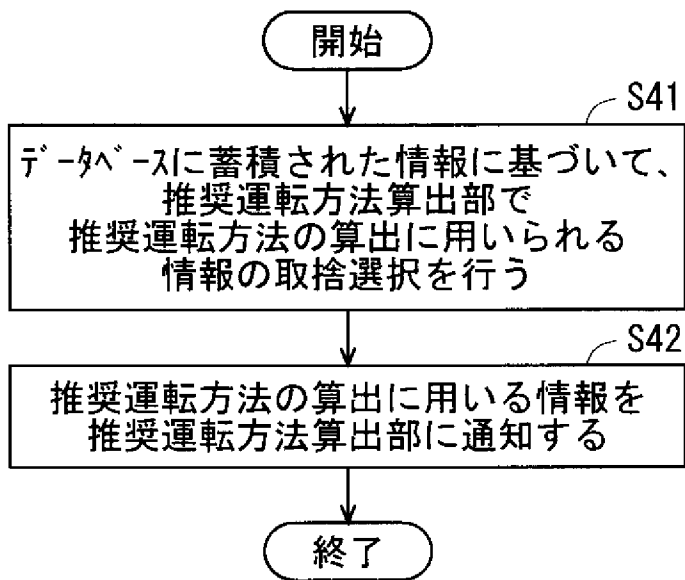 開始
S41
ﾃﾞｰﾀﾍﾞｰｽに蓄積された情報に基づいて、
推奨運転方法算出部で
推奨運転方法の算出に用いられる
情報の取捨選択を行う
S42
推奨運転方法の算出に用いる情報を
推奨運転方法算出部に通知する
終了